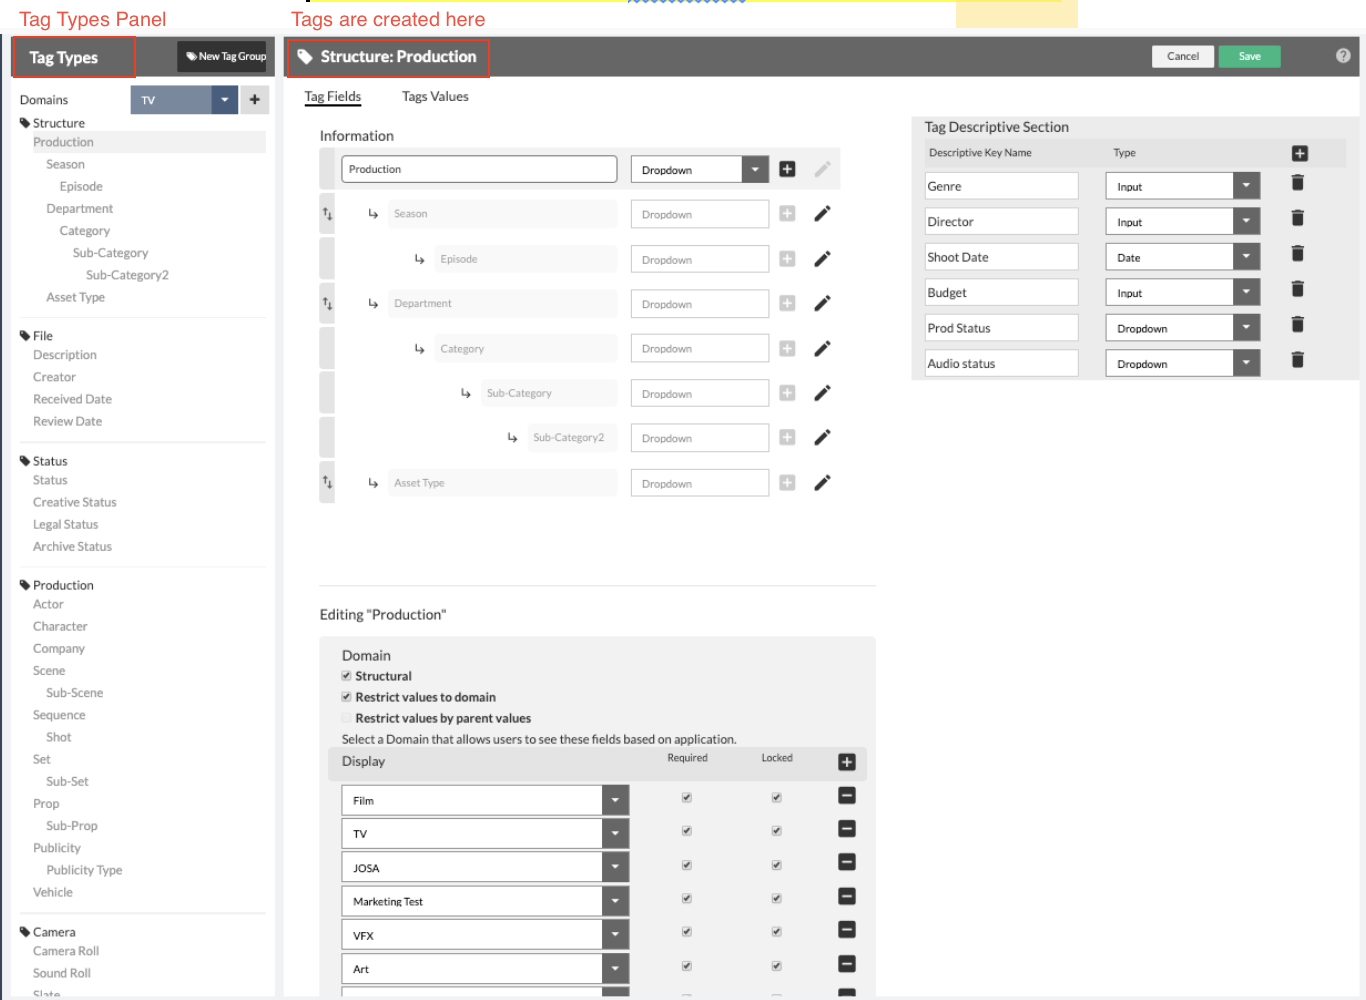 Tag Types Panel
Tags are created here
Tag Types
New Tag Group
Domains
TV
Structure
Production
Season
Episode
Department
Category
Sub-Category
Sub-Category2
Asset Type
File
Description
Creator
Received Date
Review Date
Status
Status
Creative Status
Legal Status
Archive Status
Production
Actor
Character
Company
Scene
Sub-Scene
Sequence
Shot
Set
Sub-Set
Prop
Sub-Prop
Publicity
Publicity Type
Vehicle
Camera
Camera Roll
Sound Roll
Slate
Structure: Production
Cancel
Save
?
Tag Fields
Tags Values
Information
Production
Dropdown
Season
Dropdown
Episode
Dropdown
Department
Dropdown
Category
Dropdown
Sub-Category
Dropdown
Sub-Category2
Dropdown
Asset Type
Dropdown
Tag Descriptive Section
Descriptive Key Name
Type
Genre
Input
Director
Input
Shoot Date
Date
Budget
Input
Prod Status
Dropdown
Audio status
Dropdown
Editing "Production"
Domain
Structural
Restrict values to domain
Restrict values by parent values
Select a Domain that allows users to see these fields based on application.
Display
Required
Locked
Film
TV
JOSA
Marketing Test
VFX
Art